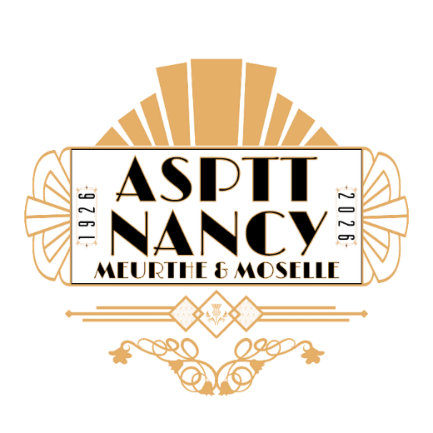 ASPTT
1926
NANCY
2026
MEURTHE & MOSELLE